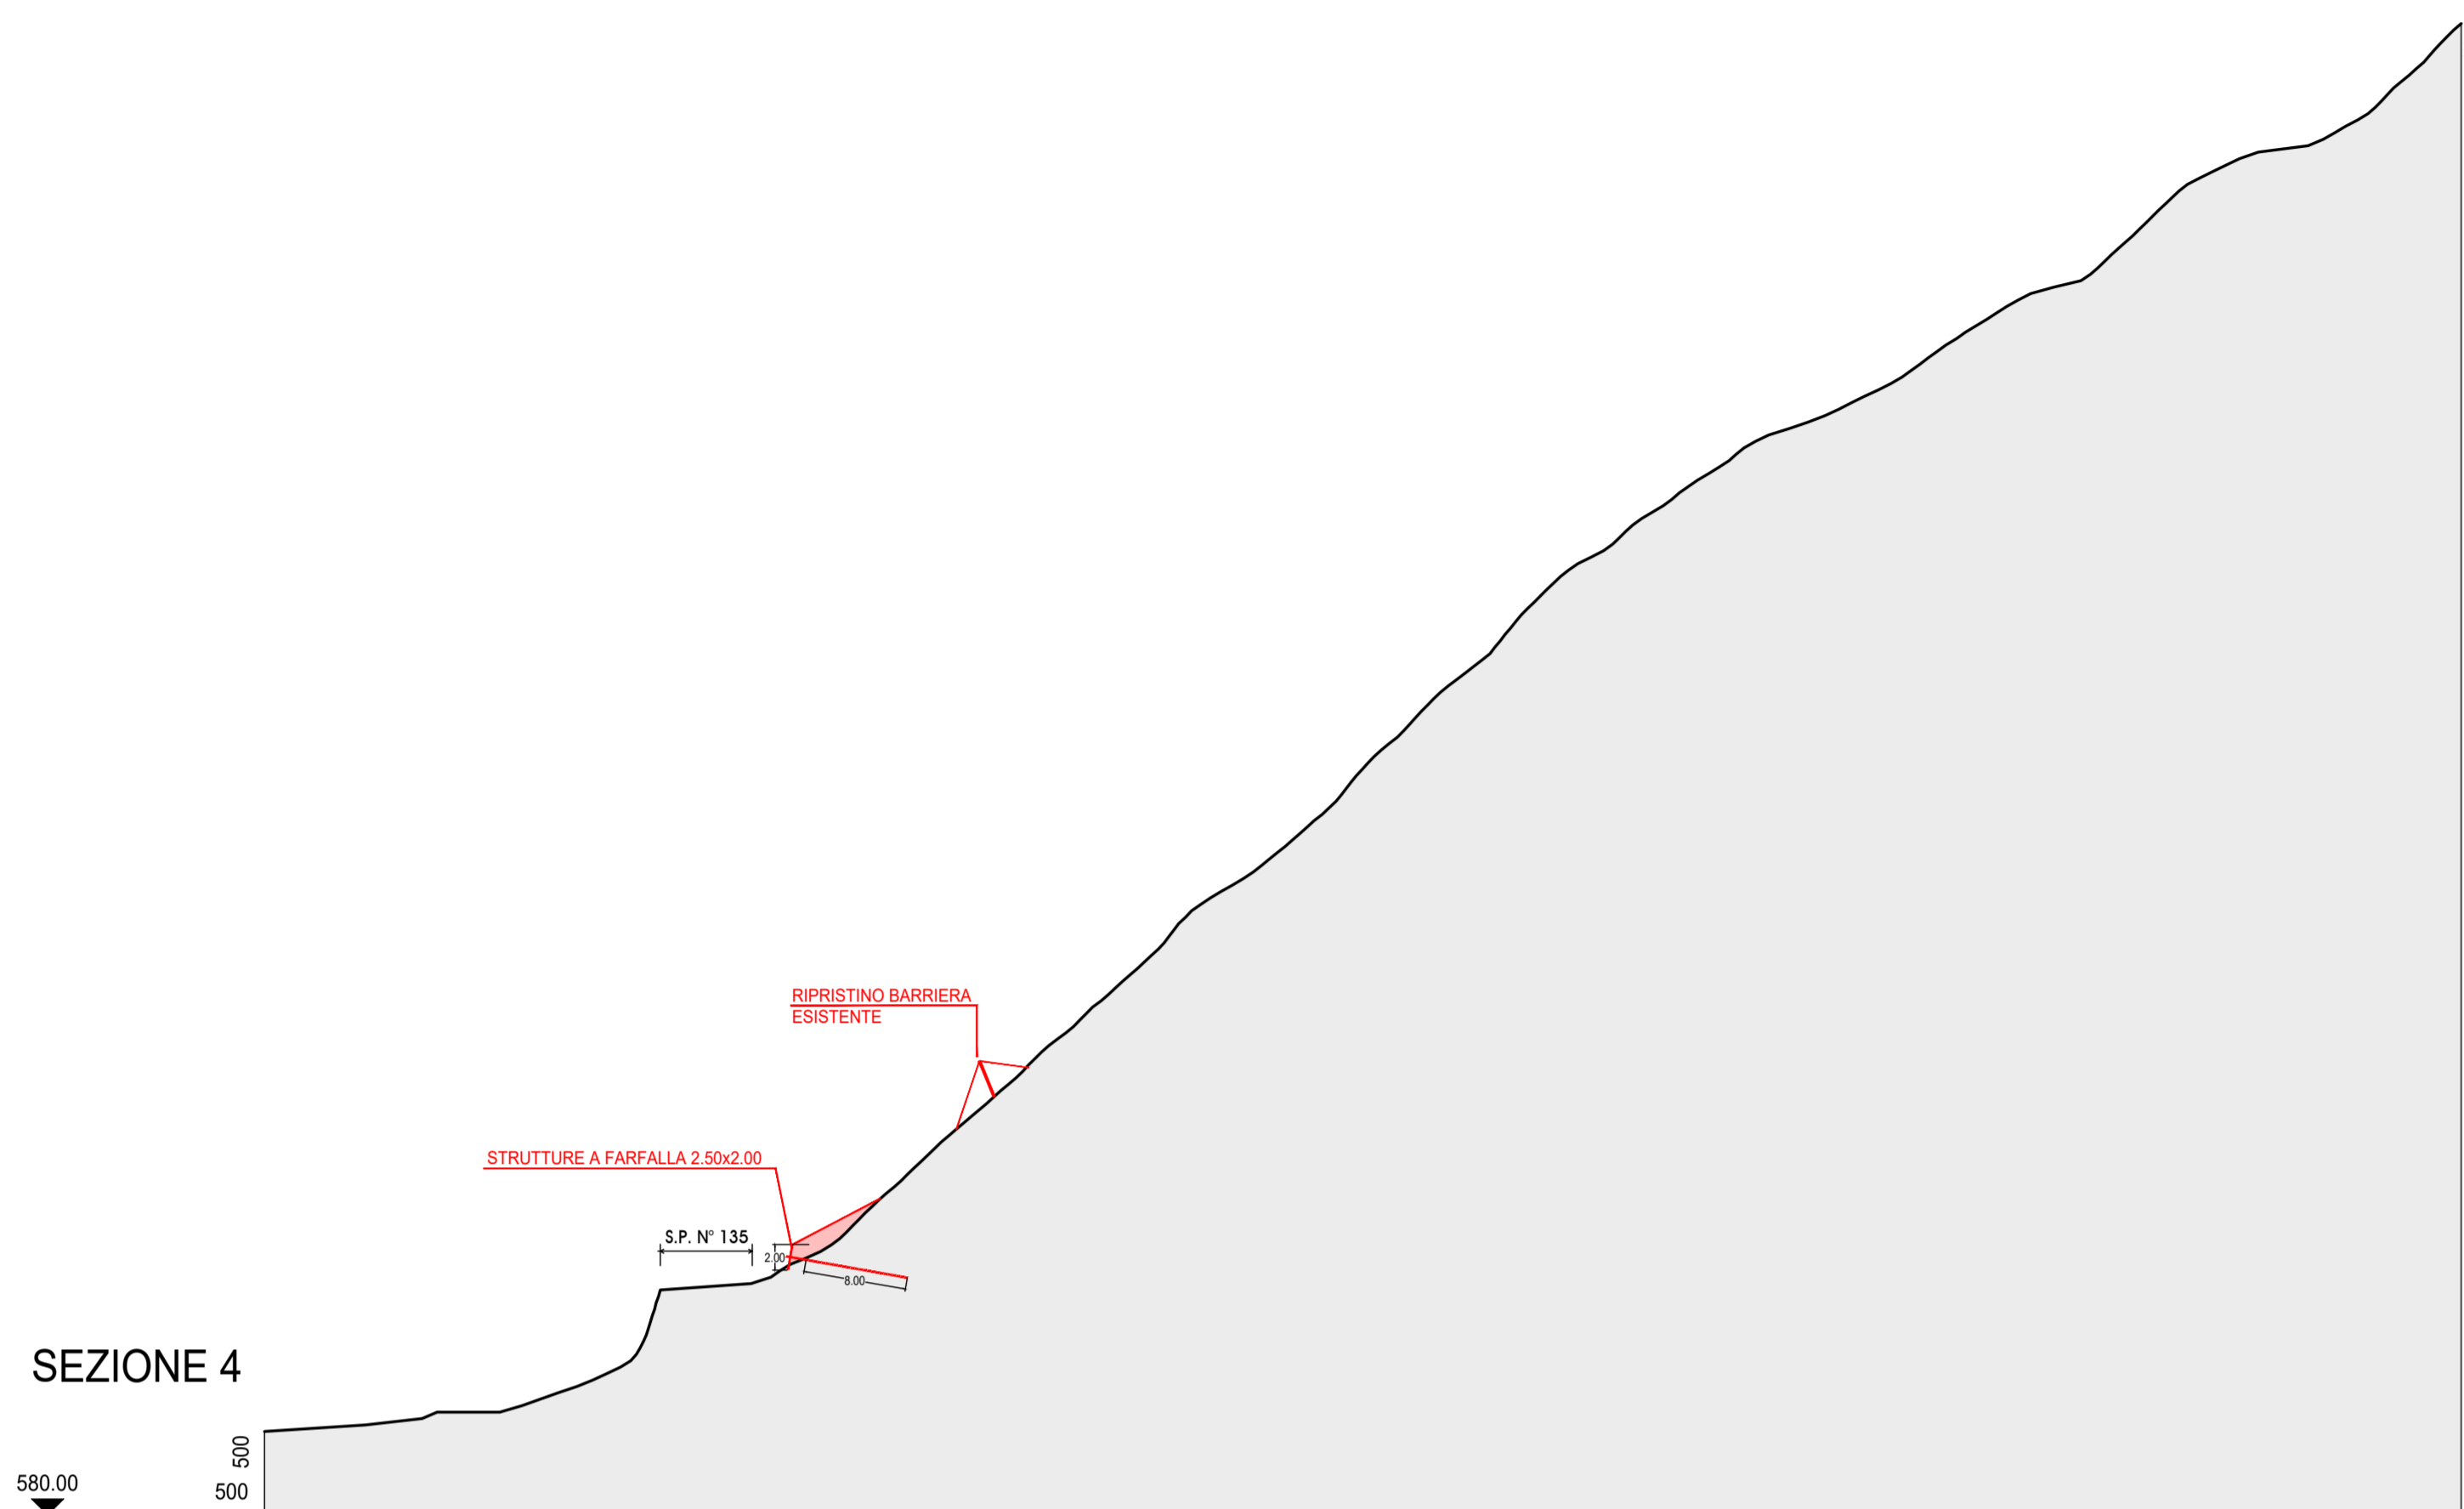 RIPRISTINO BARRIERA
ESISTENTE
STRUTTURE A FARFALLA 2.50x2.00
S.P. N° 135
2.00
8.00
SEZIONE 4
500
580.00
500